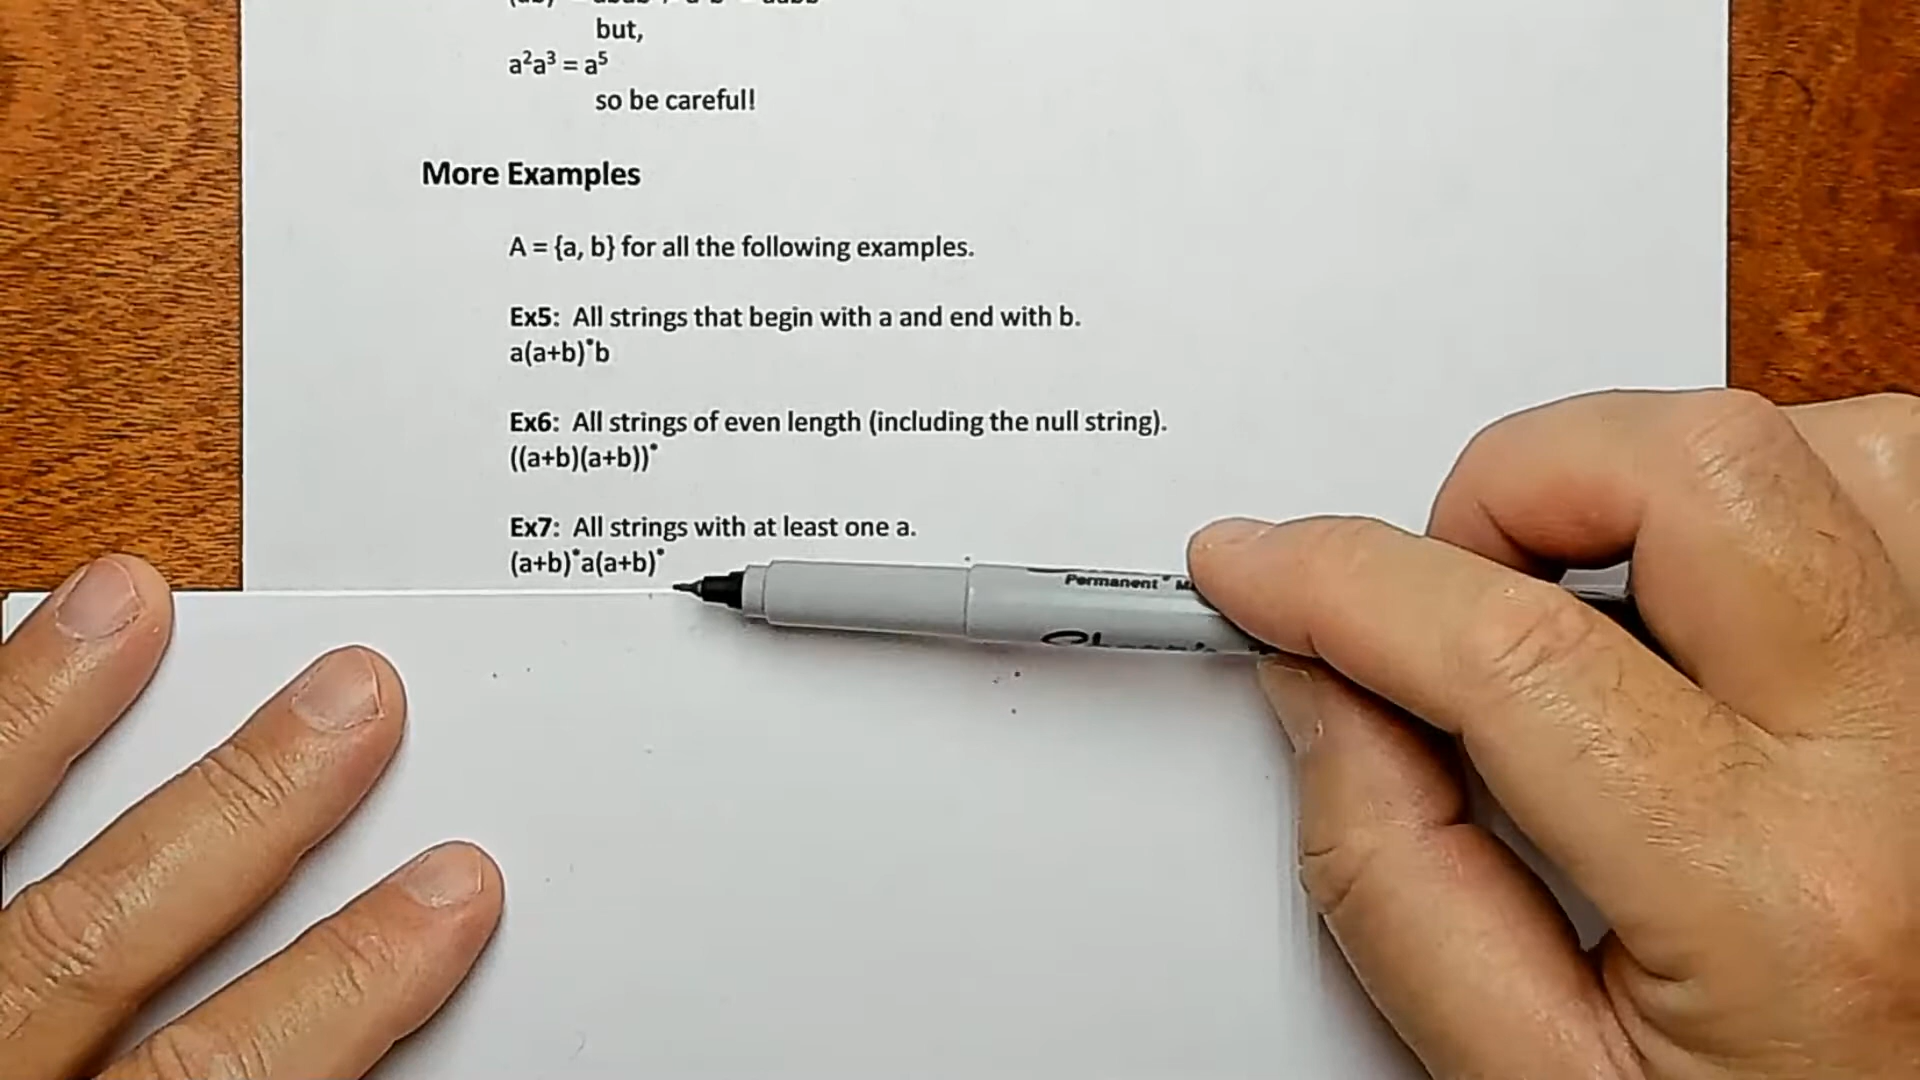 but,
a²a³ = a⁵
so be careful!
More Examples
A = {a, b} for all the following examples.
Ex5: All strings that begin with a and end with b.
a(a+b)*b
Ex6: All strings of even length (including the null string).
((a+b)(a+b))*
Ex7: All strings with at least one a.
(a+b)*a(a+b)*
Permanent